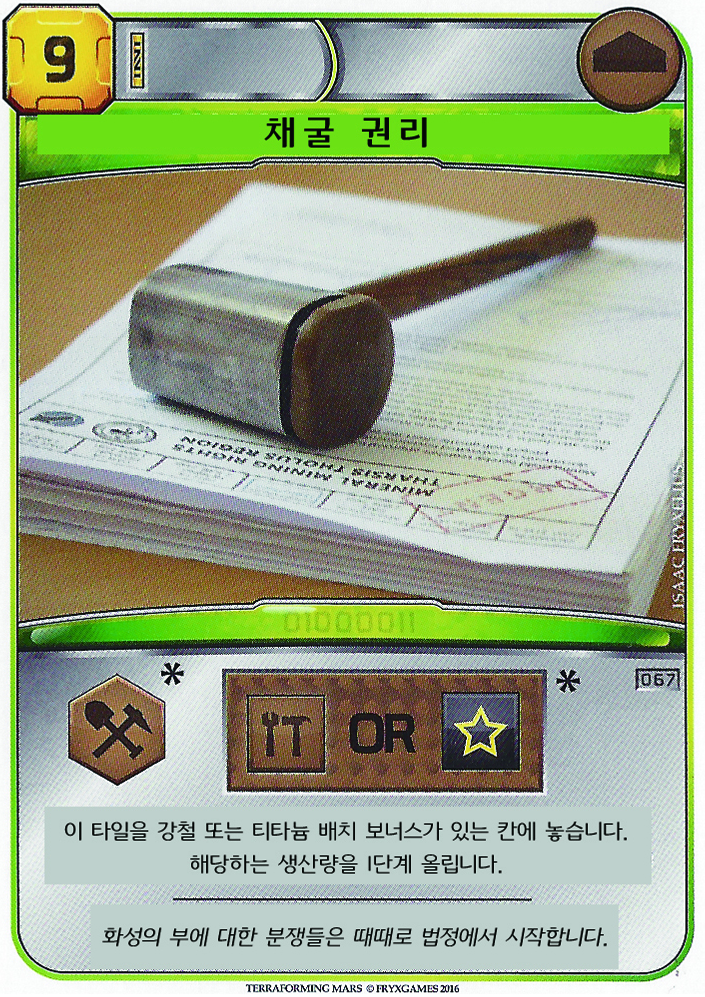 9
채굴 권리
MINERAL MINING RIGHTS
THARSIS THOLUS REGION
ISAAC FRYXELIUS
01000011
*
*
067
OR
이 타일을 강철 또는 티타늄 배치 보너스가 있는 칸에 놓습니다.
해당하는 생산량을 1단계 올립니다.
화성의 부에 대한 분쟁들은 때때로 법정에서 시작합니다.
TERRAFORMING MARS © FRYXGAMES 2016